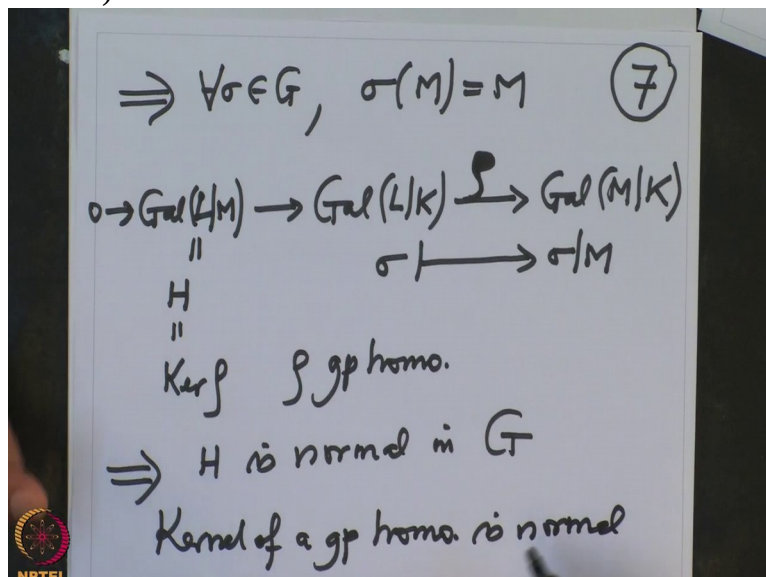 ⇒ ∀σ∈G, σ(M)=M ⑦
0→Gal(L|M) → Gal(L|K) —ρ→ Gal(M|K)
σ ↦ σ|M
||
H
||
Ker ρ ρ gp homo.
⇒ H is normal in G
Kernel of a gp homo. is normal
NPTEL